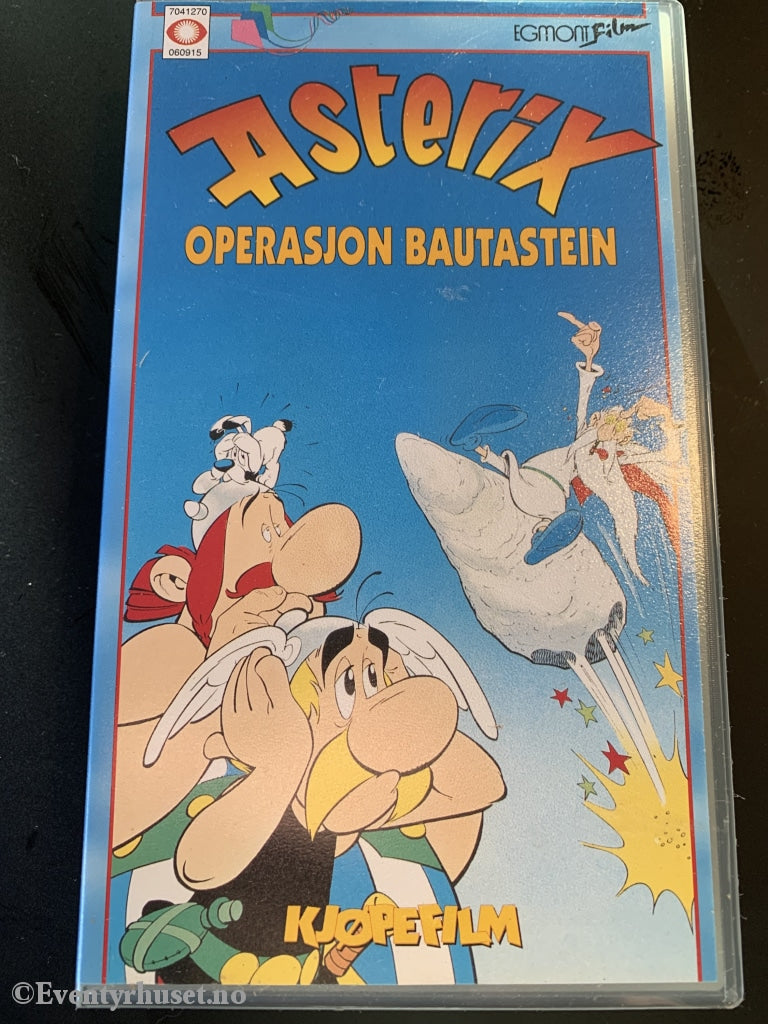 7041270
060915
EGMONT Film
Asterix
OPERASJON BAUTASTEIN
KJØPEFILM
©Eventyrhuset.no